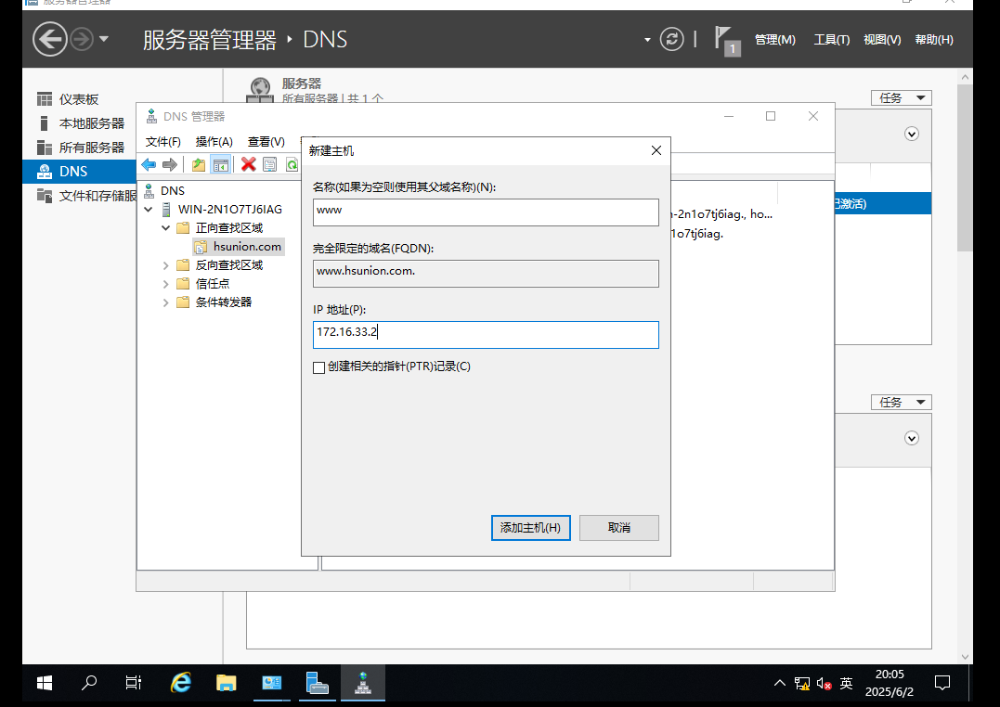 服务器管理器
服务器管理器 ‣ DNS
1
管理(M) 工具(T) 视图(V) 帮助(H)
仪表板
本地服务器
所有服务器
DNS
文件和存储服
服务器
所有服务器 | 共 1 个
任务
DNS 管理器
文件(F) 操作(A) 查看(V)
DNS
WIN-2N1O7TJ6IAG
正向查找区域
hsunion.com
反向查找区域
信任点
条件转发器
新建主机
名称(如果为空则使用其父域名称)(N):
www
完全限定的域名(FQDN):
www.hsunion.com.
IP 地址(P):
172.16.33.2
创建相关的指针(PTR)记录(C)
添加主机(H) 取消
-2n1o7tj6iag., ho...
1o7tj6iag.
激活)
任务
英
20:05
2025/6/2